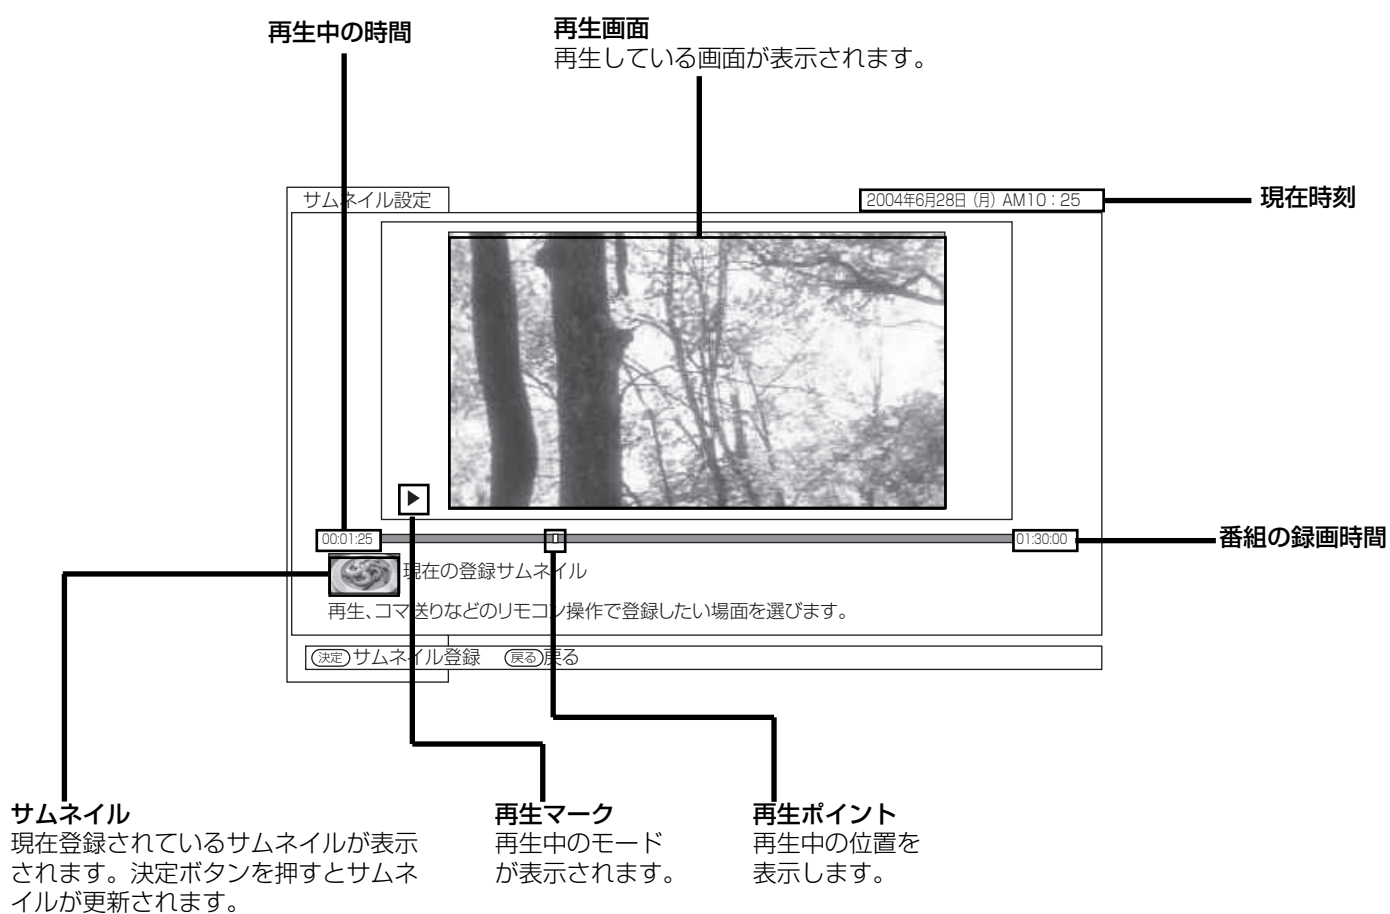 再生中の時間
再生画面
再生している画面が表示されます。
サムネイル設定
2004年6月28日（月）AM10：25
現在時刻
00:01:25
01:30:00
番組の録画時間
現在の登録サムネイル
再生、コマ送りなどのリモコン操作で登録したい場面を選びます。
決定 サムネイル登録 戻る 戻る
サムネイル
現在登録されているサムネイルが表示
されます。決定ボタンを押すとサムネ
イルが更新されます。
再生マーク
再生中のモード
が表示されます。
再生ポイント
再生中の位置を
表示します。